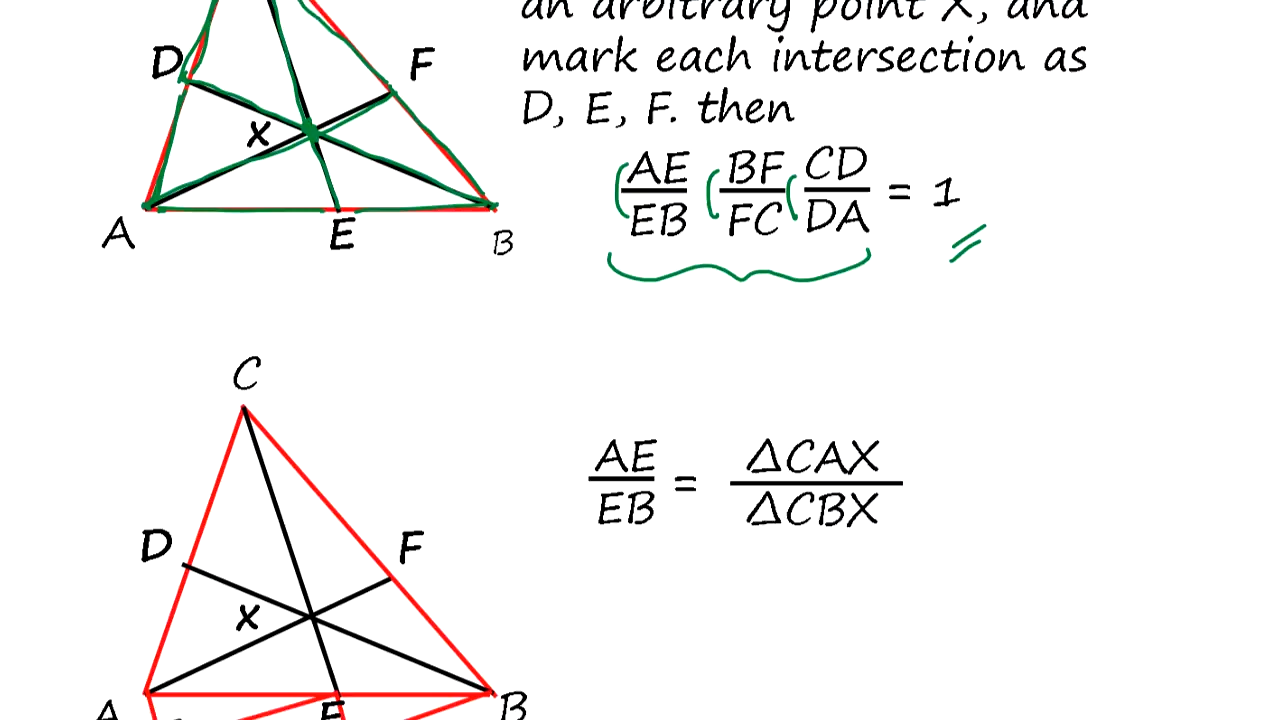 an arbitrary point X, and
mark each intersection as
D, E, F. then
D
F
X
A
E
B
AE/EB BF/FC CD/DA = 1
C
D
F
X
A
E
B
AE/EB = ΔCAX/ΔCBX